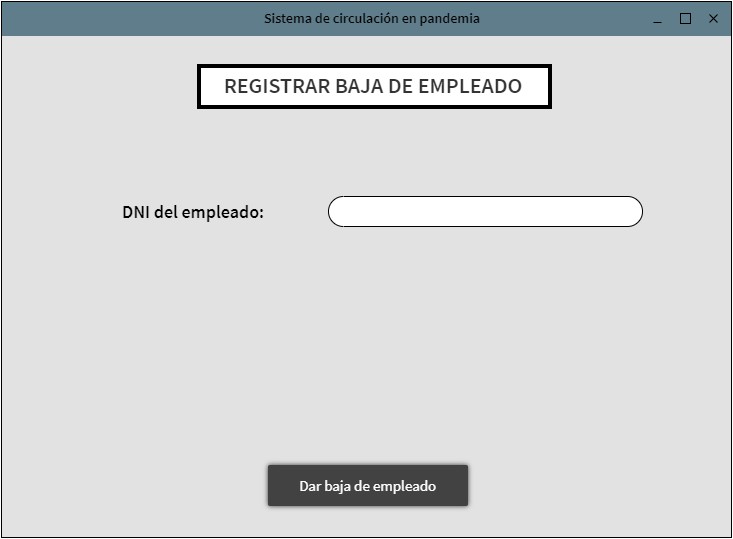 Sistema de circulación en pandemia
REGISTRAR BAJA DE EMPLEADO
DNI del empleado:
Dar baja de empleado